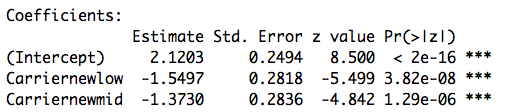 Coefficients:
Estimate Std. Error z value Pr(>|z|)
(Intercept) 2.1203 0.2494 8.500 < 2e-16 ***
Carriernewlow -1.5497 0.2818 -5.499 3.82e-08 ***
Carriernewmid -1.3730 0.2836 -4.842 1.29e-06 ***